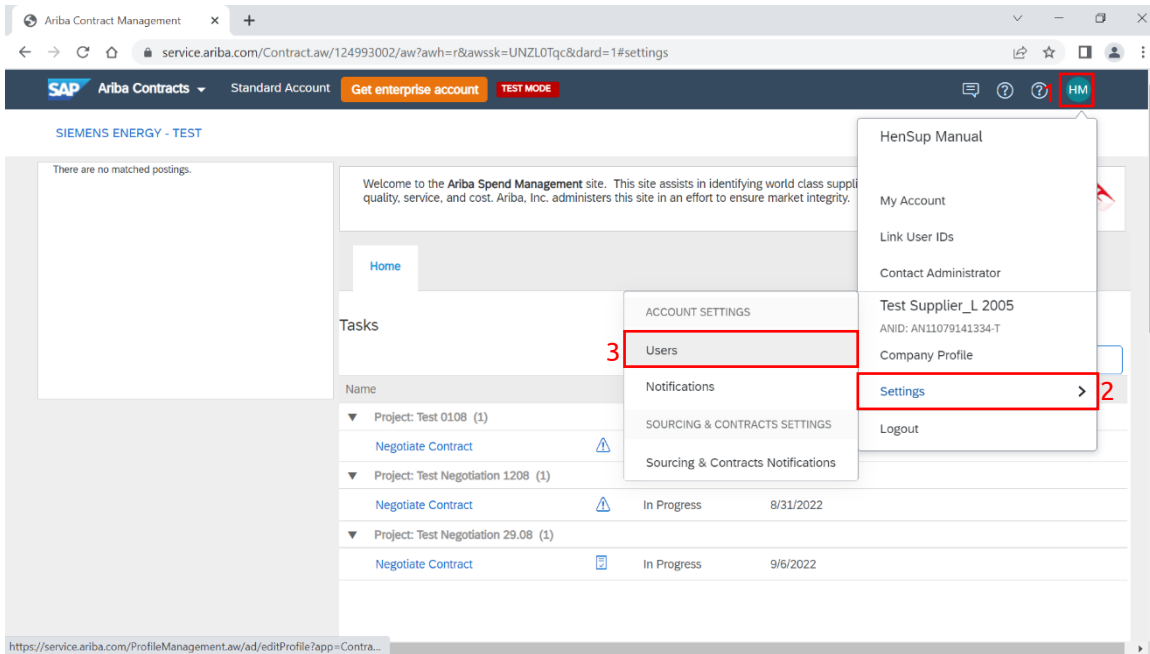 Ariba Contract Management
service.ariba.com/Contract.aw/124993002/aw?awh=r&awssk=UNZL0Tqc&dard=1#settings
SAP Ariba Contracts Standard Account Get enterprise account TEST MODE 1 HM
SIEMENS ENERGY - TEST
There are no matched postings.
Welcome to the Ariba Spend Management site. This site assists in identifying world class suppli
quality, service, and cost. Ariba, Inc. administers this site in an effort to ensure market integrity.
Home
Tasks
Name
Project: Test 0108 (1)
Negotiate Contract
Project: Test Negotiation 1208 (1)
Negotiate Contract In Progress 8/31/2022
Project: Test Negotiation 29.08 (1)
Negotiate Contract In Progress 9/6/2022
ACCOUNT SETTINGS
3 Users
Notifications
SOURCING & CONTRACTS SETTINGS
Sourcing & Contracts Notifications
HenSup Manual
My Account
Link User IDs
Contact Administrator
Test Supplier_L 2005
ANID: AN11079141334-T
Company Profile
Settings 2
Logout
https://service.ariba.com/ProfileManagement.aw/ad/editProfile?app=Contra...